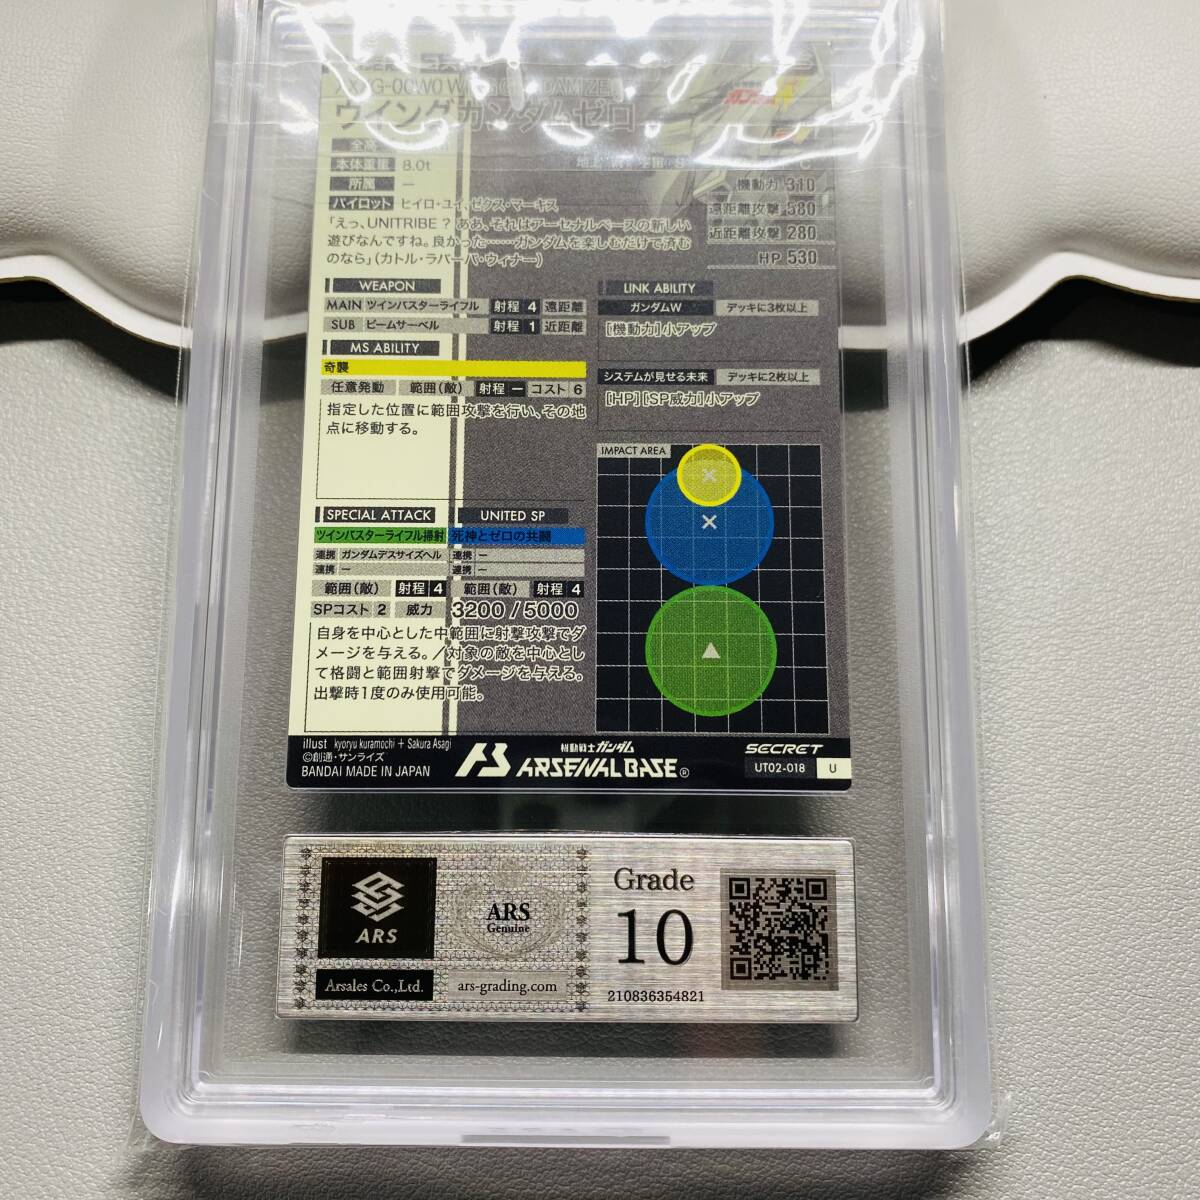 ウイングガンダムゼロ
全高
本体重量 8.0t
所属 ー
パイロット ヒイロ・ユイ、ゼクス・マーキス
「えっ、UNITRIBE? ああ、それはアーセナルベースの新しい
遊びなんですね。良かった……ガンダムを楽しむだけで済む
のなら」(カトル・ラバーバ・ウィナー)
機動力 310
遠距離攻撃 580
近距離攻撃 280
HP 530
WEAPON
MAIN ツインバスターライフル 射程 4 遠距離
SUB ビームサーベル 射程 1 近距離
MS ABILITY
奇襲
任意発動 範囲(敵) 射程 ー コスト 6
指定した位置に範囲攻撃を行い、その地
点に移動する。
LINK ABILITY
ガンダムW デッキに3枚以上
[機動力]小アップ
システムが見せる未来 デッキに2枚以上
[HP][SP威力]小アップ
IMPACT AREA
SPECIAL ATTACK UNITED SP
ツインバスターライフル掃射 死神とゼロの共闘
連携 ガンダムデスサイズヘル 連携 ー
連携 ー 連携 ー
範囲(敵) 射程 4 範囲(敵) 射程 4
SPコスト 2 威力 3200 / 5000
自身を中心とした中範囲に射撃攻撃でダ
メージを与える。／対象の敵を中心とし
て格闘と範囲射撃でダメージを与える。
出撃時1度のみ使用可能。
illust kyoryu kuramochi + Sakura Asagi
©創通・サンライズ
BANDAI MADE IN JAPAN
機動戦士ガンダム
ARSENAL BASE®
SECRET
UT02-018 U
ARS
Arsales Co.,Ltd.
ARS
Genuine
ars-grading.com
Grade
10
210836354821